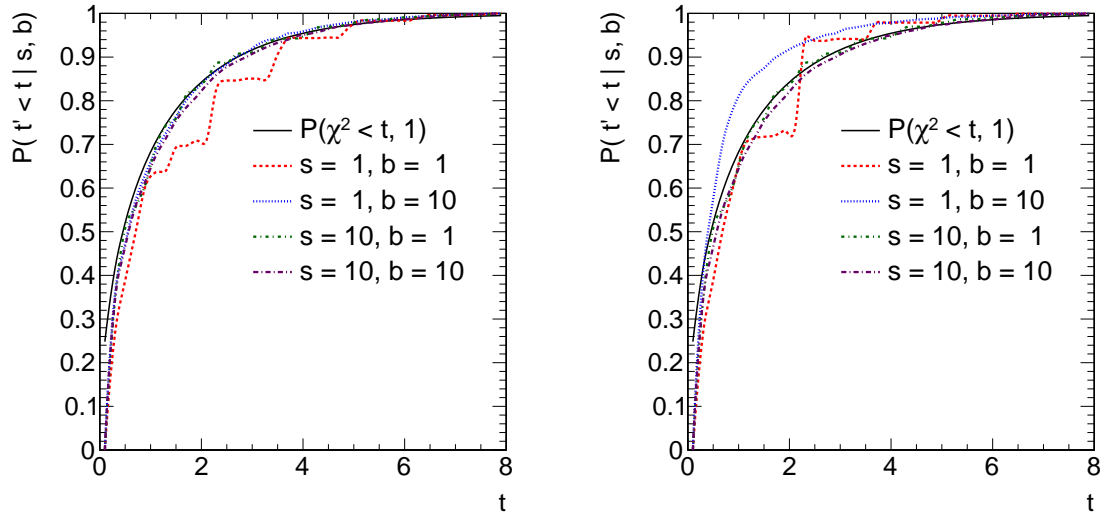 P( t' < t | s, b)
1
0.9
0.8
0.7
0.6
0.5
0.4
0.3
0.2
0.1
0
0 2 4 6 8
t
P(χ² < t, 1)
s = 1, b = 1
s = 1, b = 10
s = 10, b = 1
s = 10, b = 10
P( t' < t | s, b)
1
0.9
0.8
0.7
0.6
0.5
0.4
0.3
0.2
0.1
0
0 2 4 6 8
t
P(χ² < t, 1)
s = 1, b = 1
s = 1, b = 10
s = 10, b = 1
s = 10, b = 10